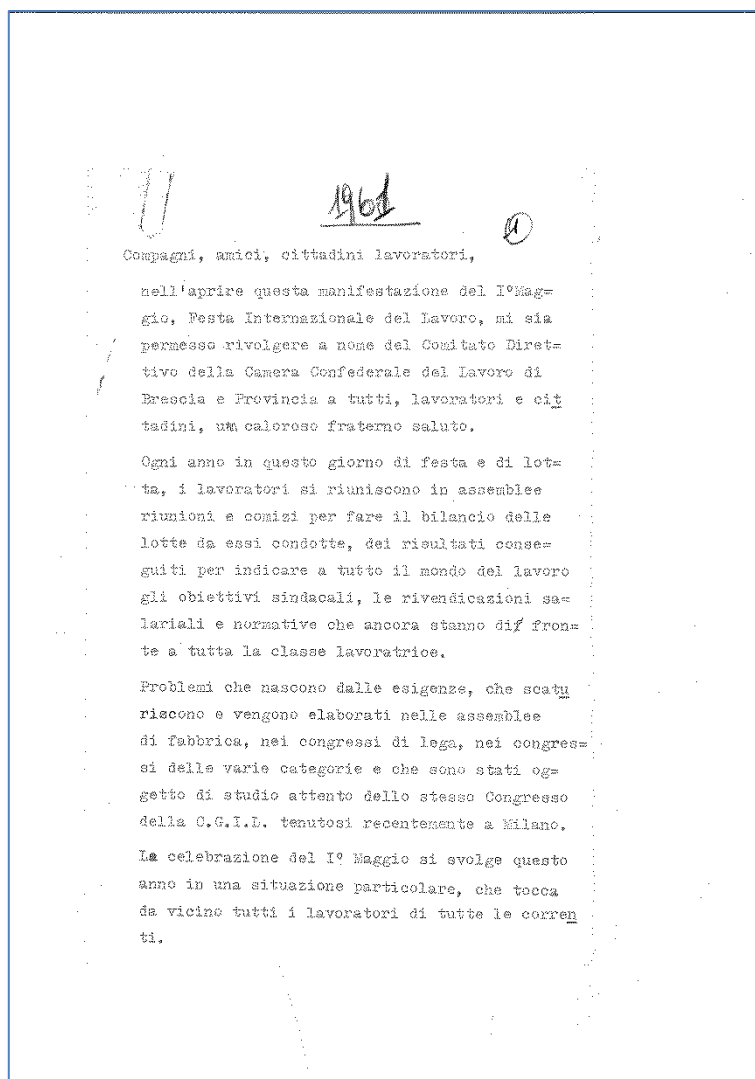 1961
1
Compagni, amici, cittadini lavoratori,
nell'aprire questa manifestazione del I°Mag=
gio, Festa Internazionale del Lavoro, mi sia
permesso rivolgere a nome del Comitato Diret=
tivo della Camera Confederale del Lavoro di
Brescia e Provincia a tutti, lavoratori e cit
tadini, un caloroso fraterno saluto.
Ogni anno in questo giorno di festa e di lot=
ta, i lavoratori si riuniscono in assemblee
riunioni e comizi per fare il bilancio delle
lotte da essi condotte, dei risultati conse=
guiti per indicare a tutto il mondo del lavoro
gli obiettivi sindacali, le rivendicazioni sa=
lariali e normative che ancora stanno di fron=
te a tutta la classe lavoratrice.
Problemi che nascono dalle esigenze, che scatu
riscono e vengono elaborati nelle assemblee
di fabbrica, nei congressi di lega, nei congres=
si delle varie categorie e che sono stati og=
getto di studio attento dello stesso Congresso
della C.G.I.L. tenutosi recentemente a Milano.
La celebrazione del I° Maggio si svolge questo
anno in una situazione particolare, che tocca
da vicino tutti i lavoratori di tutte le corren
ti.